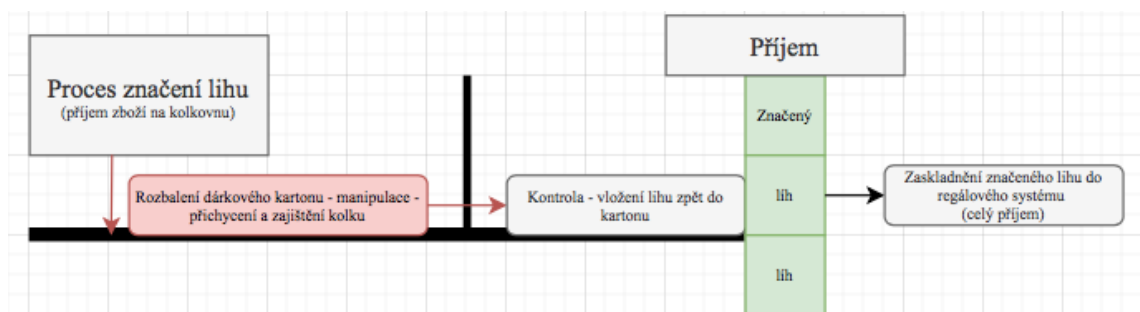 Proces značení lihu
(příjem zboží na kolkovnu)
Rozbalení dárkového kartonu - manipulace -
přichycení a zajištění kolku
Kontrola - vložení lihu zpět do
kartonu
Příjem
Značený
líh
líh
Zaskladnění značeného lihu do
regálového systému
(celý příjem)